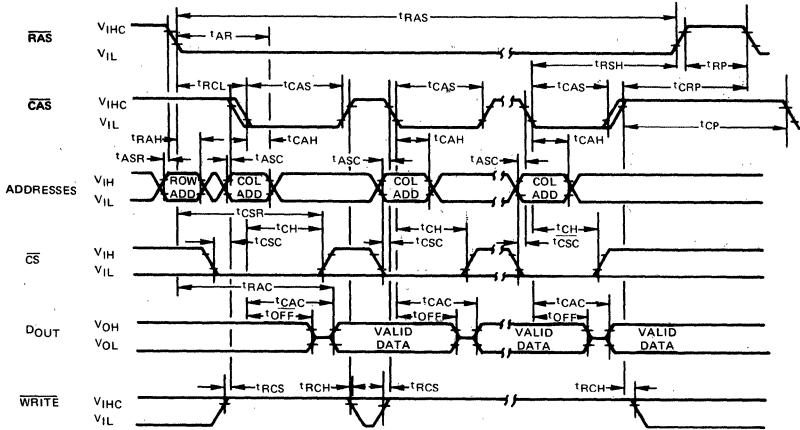 tRAS
RAS VIHC tAR
VIL
tRSH tRP
tRCL tCAS tCAS tCAS tCRP
CAS VIHC
VIL
tRAH tCAH tCAH tCAH tCP
tASR tASC tASC tASC
ADDRESSES VIH ROW ADD COL ADD COL ADD COL ADD
VIL
tCSR
tCH tCH tCH
CS VIH tCSC tCSC tCSC
VIL
tRAC
tCAC tCAC tCAC
tOFF tOFF tOFF
DOUT VOH VALID DATA VALID DATA VALID DATA
VOL
tRCS tRCH tRCS tRCH
WRITE VIHC
VIL